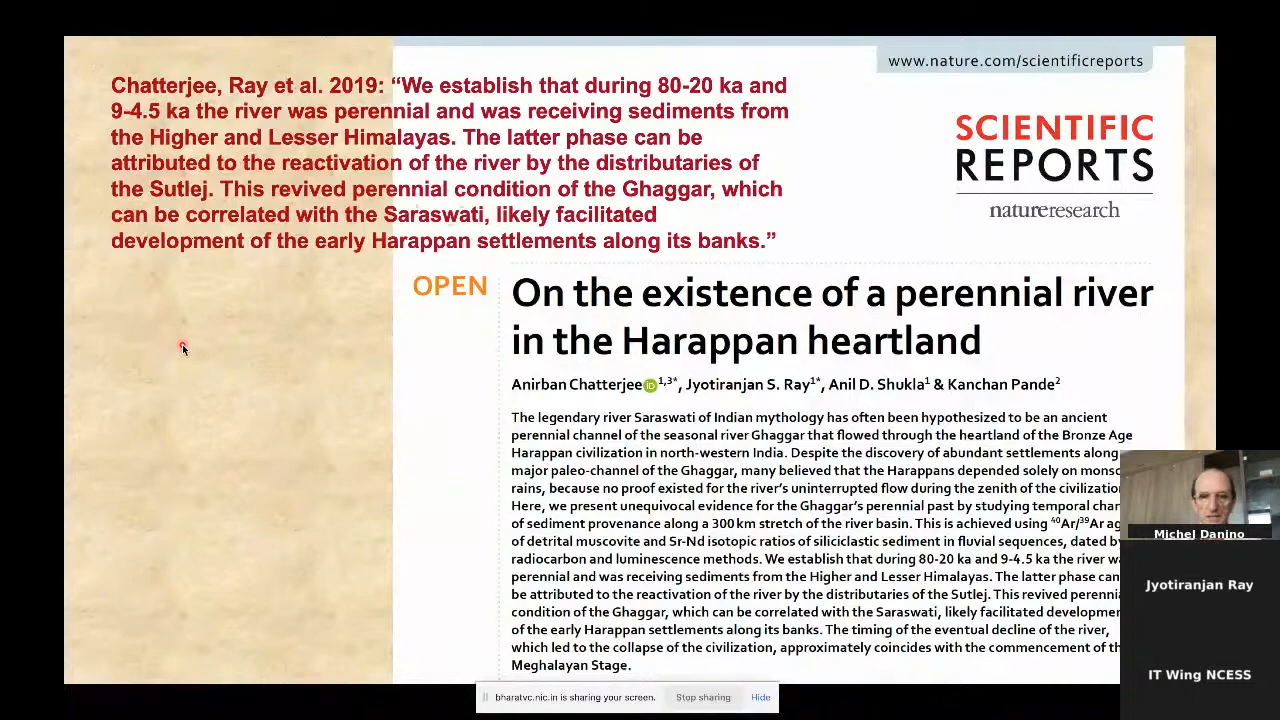 www.nature.com/scientificreports
Chatterjee, Ray et al. 2019: “We establish that during 80-20 ka and
9-4.5 ka the river was perennial and was receiving sediments from
the Higher and Lesser Himalayas. The latter phase can be
attributed to the reactivation of the river by the distributaries of
the Sutlej. This revived perennial condition of the Ghaggar, which
can be correlated with the Saraswati, likely facilitated
development of the early Harappan settlements along its banks.”
SCIENTIFIC
REPORTS
natureresearch
OPEN
On the existence of a perennial river
in the Harappan heartland
Anirban Chatterjee iD 1,3*, Jyotiranjan S. Ray1*, Anil D. Shukla1 & Kanchan Pande2
The legendary river Saraswati of Indian mythology has often been hypothesized to be an ancient
perennial channel of the seasonal river Ghaggar that flowed through the heartland of the Bronze Age
Harappan civilization in north-western India. Despite the discovery of abundant settlements along
major paleo-channel of the Ghaggar, many believed that the Harappans depended solely on
rains, because no proof existed for the river’s uninterrupted flow during the zenith of the
Here, we present unequivocal evidence for the Ghaggar’s perennial past by studying temporal
of sediment provenance along a 300 km stretch of the river basin. This is achieved using 40Ar/39Ar
of detrital muscovite and Sr-Nd isotopic ratios of siliciclastic sediment in fluvial sequences, dated by
radiocarbon and luminescence methods. We establish that during 80-20 ka and 9-4.5 ka the river
perennial and was receiving sediments from the Higher and Lesser Himalayas. The latter phase can
be attributed to the reactivation of the river by the distributaries of the Sutlej. This revived
condition of the Ghaggar, which can be correlated with the Saraswati, likely facilitated
of the early Harappan settlements along its banks. The timing of the eventual decline of the river,
which led to the collapse of the civilization, approximately coincides with the commencement of
Meghalayan Stage.
Michel Danino
Jyotiranjan Ray
IT Wing NCESS
bharatvc.nic.in is sharing your screen.
Stop sharing
Hide